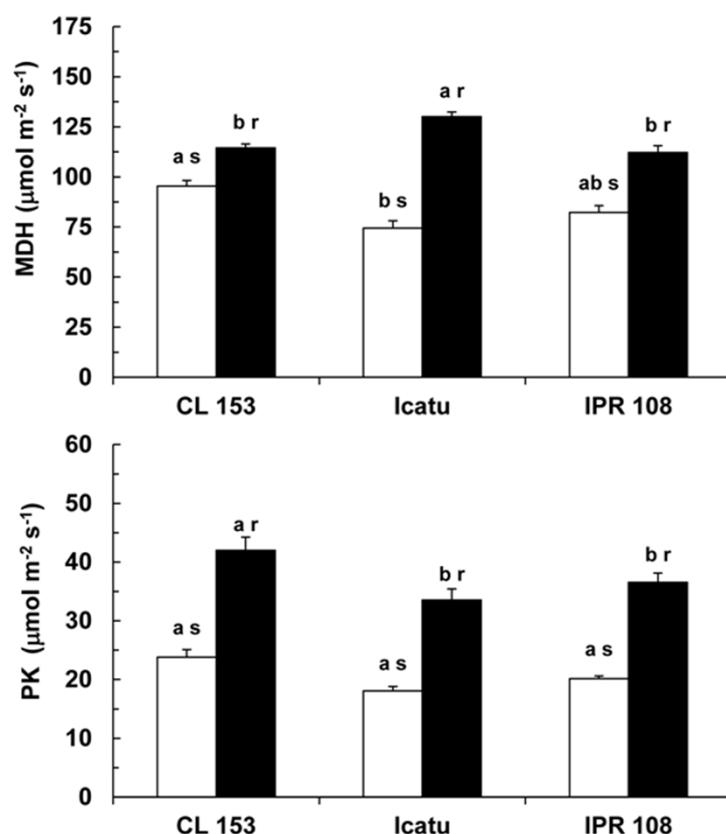 MDH (μmol m⁻² s⁻¹)
175
150
125
100
75
50
25
0
a s
b r
b s
a r
ab s
b r
CL 153
Icatu
IPR 108
PK (μmol m⁻² s⁻¹)
60
50
40
30
20
10
0
a s
a r
a s
b r
a s
b r
CL 153
Icatu
IPR 108